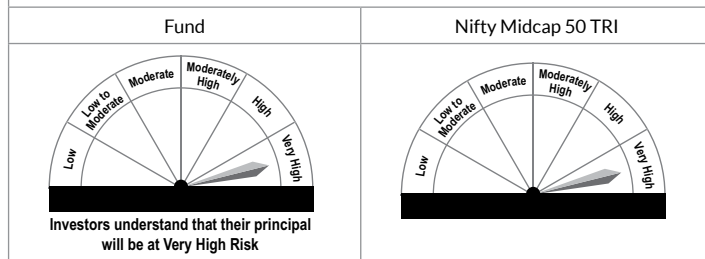 Fund
Nifty Midcap 50 TRI
Low
Low to
Moderate
Moderate
Moderately
High
High
Very High
Investors understand that their principal
will be at Very High Risk
Low
Low to
Moderate
Moderate
Moderately
High
High
Very High